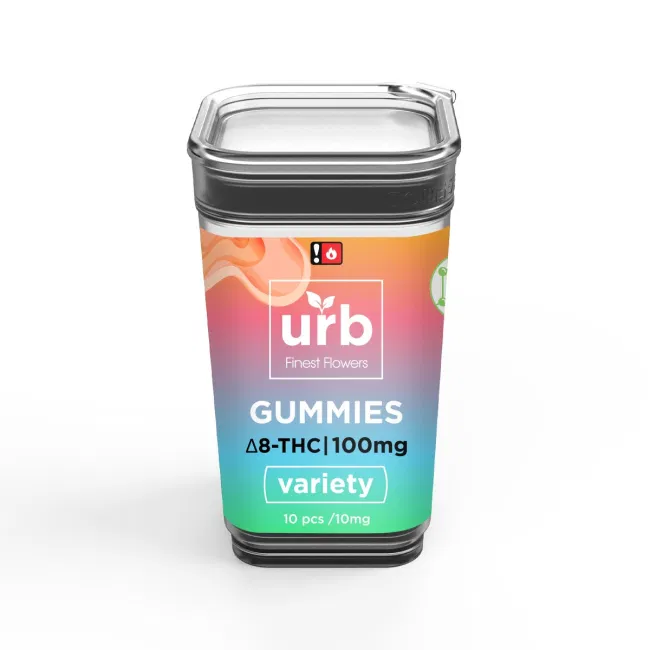 urb
Finest Flowers
GUMMIES
Δ8-THC|100mg
variety
10 pcs /10mg